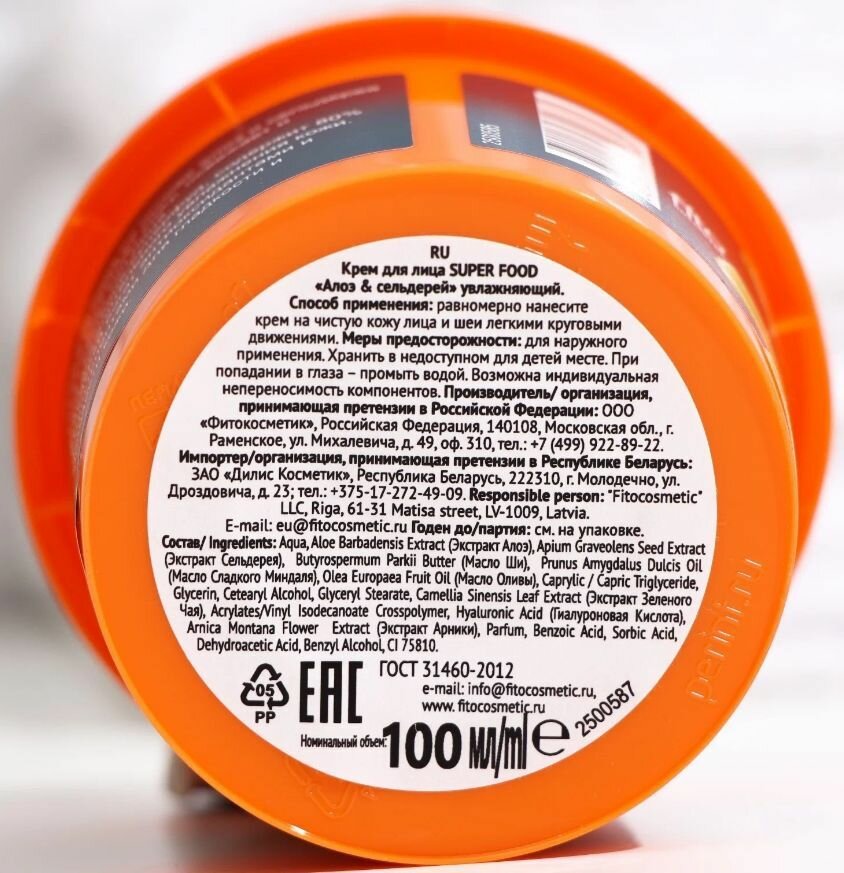 80%
2501695
RU
Крем для лица SUPER FOOD
«Алоэ & сельдерей» увлажняющий.
Способ применения: равномерно нанесите
крем на чистую кожу лица и шеи легкими круговыми
движениями. Меры предосторожности: для наружного
применения. Хранить в недоступном для детей месте. При
попадании в глаза – промыть водой. Возможна индивидуальная
непереносимость компонентов. Производитель/ организация,
принимающая претензии в Российской Федерации: ООО
«Фитокосметик», Российская Федерация, 140108, Московская обл., г.
Раменское, ул. Михалевича, д. 49, оф. 310, тел.: +7 (499) 922-89-22.
Импортер/организация, принимающая претензии в Республике Беларусь:
ЗАО «Дилис Косметик», Республика Беларусь, 222310, г. Молодечно, ул.
Дроздовича, д. 23; тел.: +375-17-272-49-09. Responsible person: "Fitocosmetic"
LLC, Riga, 61-31 Matisa street, LV-1009, Latvia.
E-mail: eu@fitocosmetic.ru Годен до/партия: см. на упаковке.
Состав/ Ingredients: Aqua, Aloe Barbadensis Extract (Экстракт Алоэ), Apium Graveolens Seed Extract
(Экстракт Сельдерея), Butyrospermum Parkii Butter (Масло Ши), Prunus Amygdalus Dulcis Oil
(Масло Сладкого Миндаля), Olea Europaea Fruit Oil (Масло Оливы), Caprylic / Capric Triglyceride,
Glycerin, Cetearyl Alcohol, Glyceryl Stearate, Camellia Sinensis Leaf Extract (Экстракт Зеленого
Чая), Acrylates/Vinyl Isodecanoate Crosspolymer, Hyaluronic Acid (Гиалуроновая Кислота),
Arnica Montana Flower Extract (Экстракт Арники), Parfum, Benzoic Acid, Sorbic Acid,
Dehydroacetic Acid, Benzyl Alcohol, CI 75810.
05
PP
EAC
ГОСТ 31460-2012
e-mail: info@fitocosmetic.ru,
www. fitocosmetic.ru
Номинальный объем: 100 мл/ml e
2500587
penini.ru